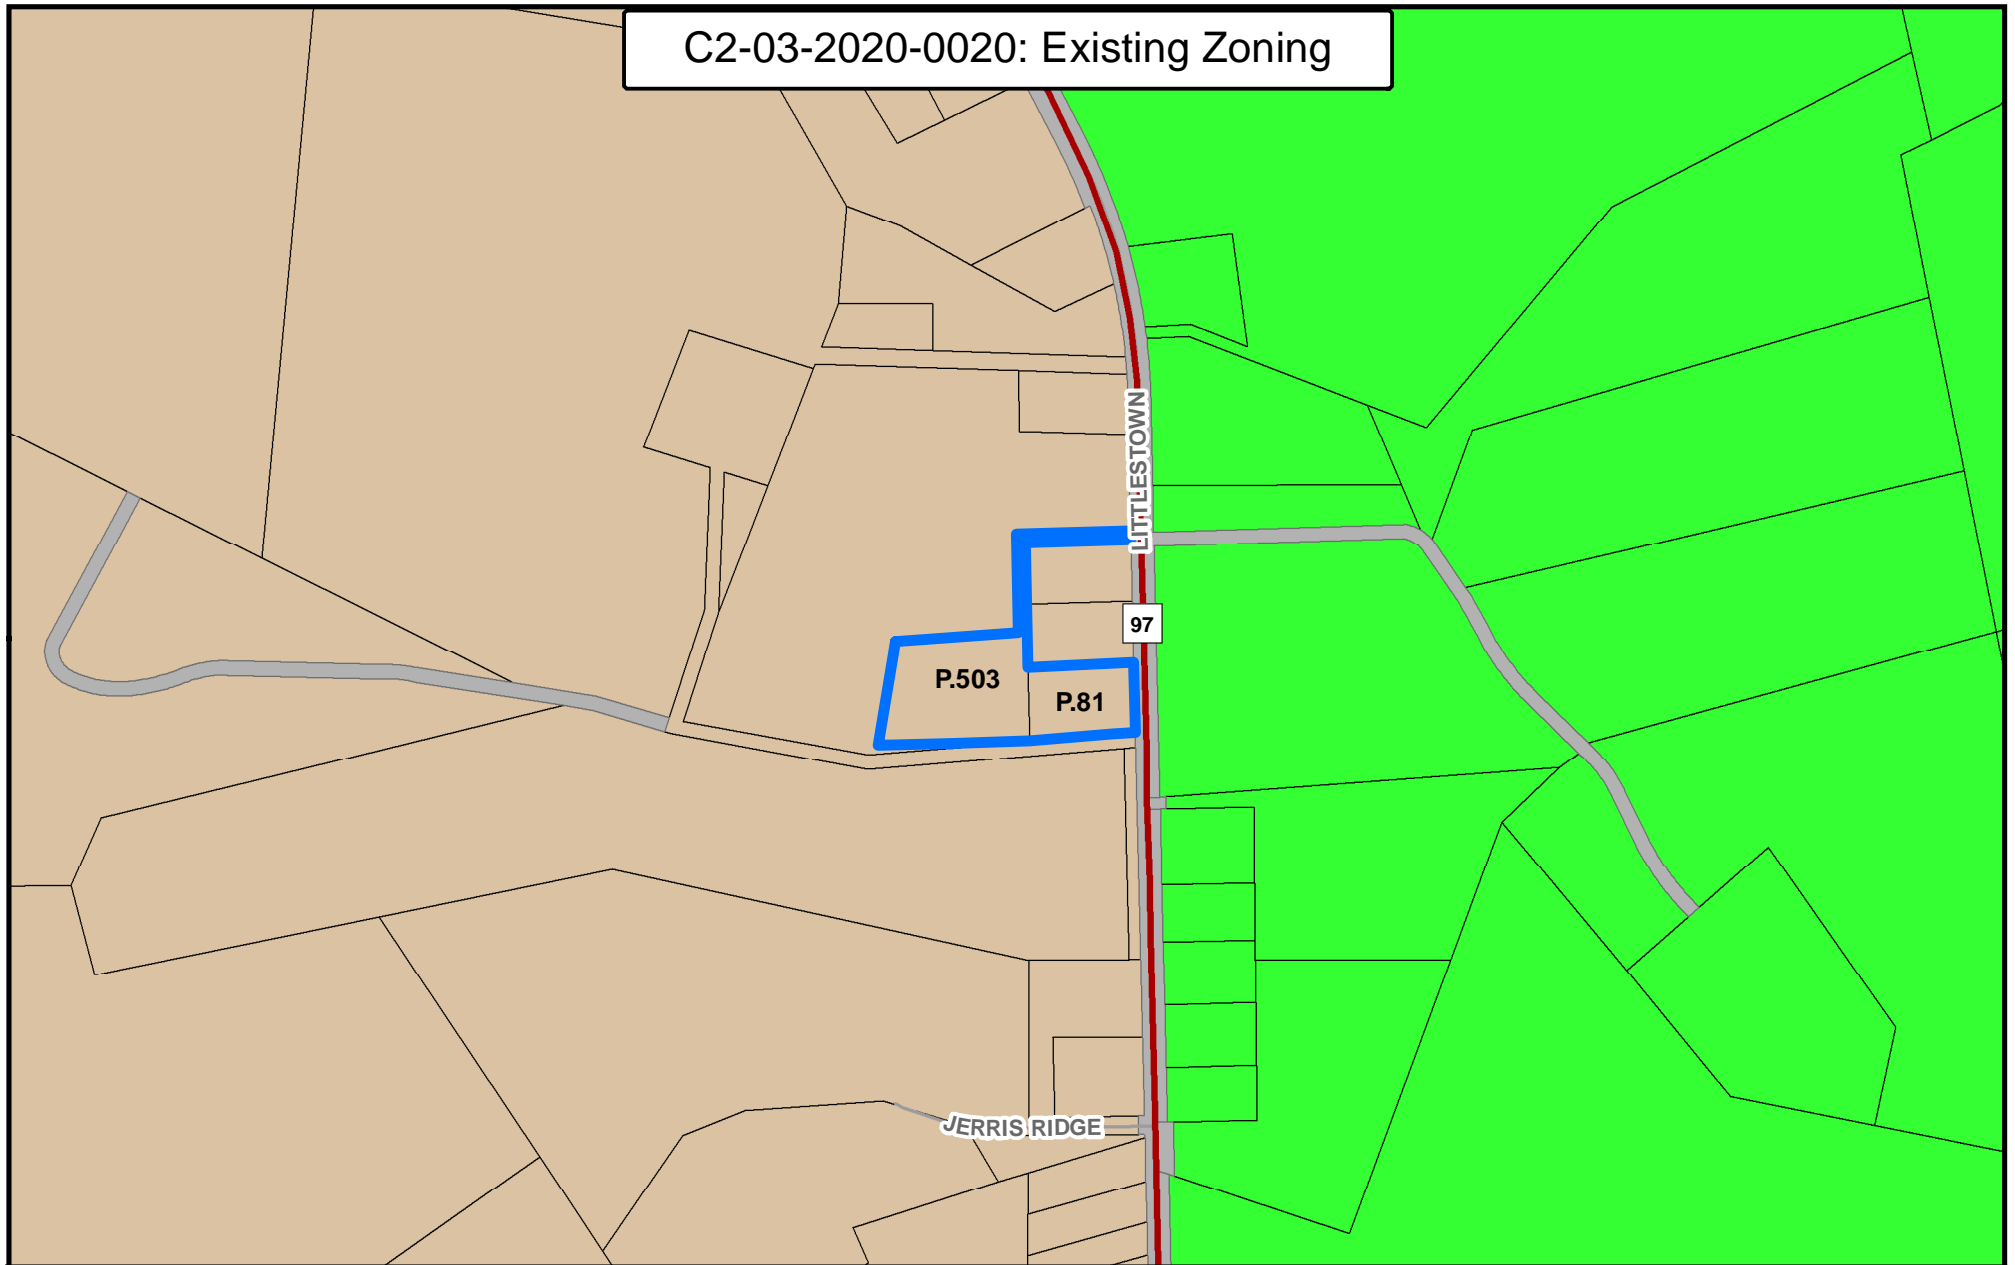 C2-03-2020-0020: Existing Zoning
LITTLESTOWN
97
P.503
P.81
JERRIS RIDGE